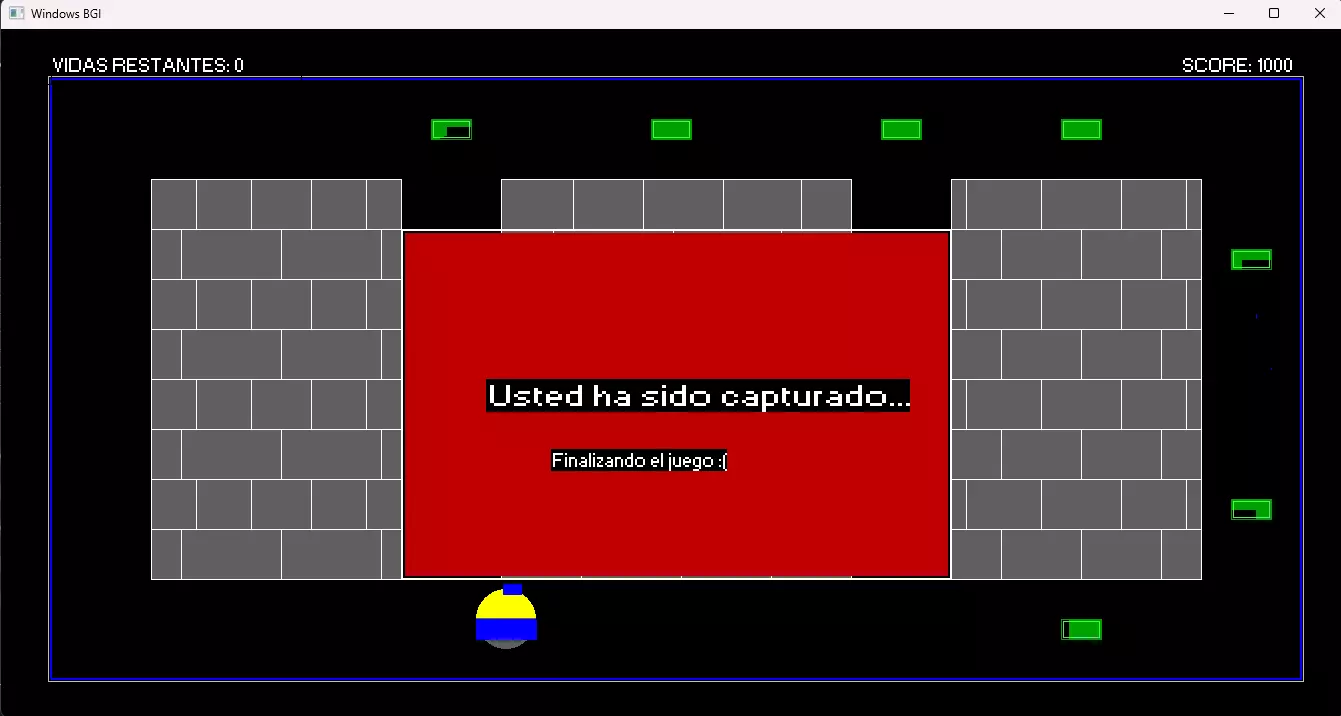 Windows BGI
VIDAS RESTANTES: 0
SCORE: 1000
Usted ha sido capturado...
Finalizando el juego :(